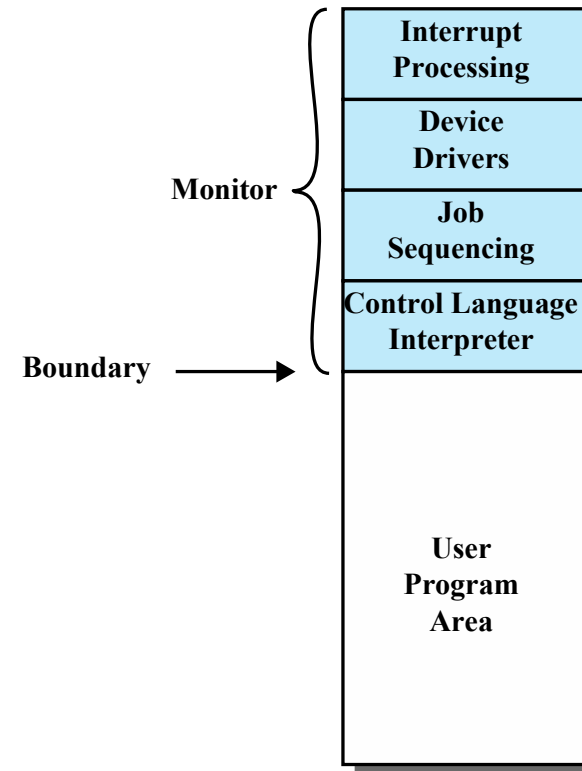 Interrupt
Processing
Device
Drivers
Monitor
Job
Sequencing
Control Language
Interpreter
Boundary
User
Program
Area